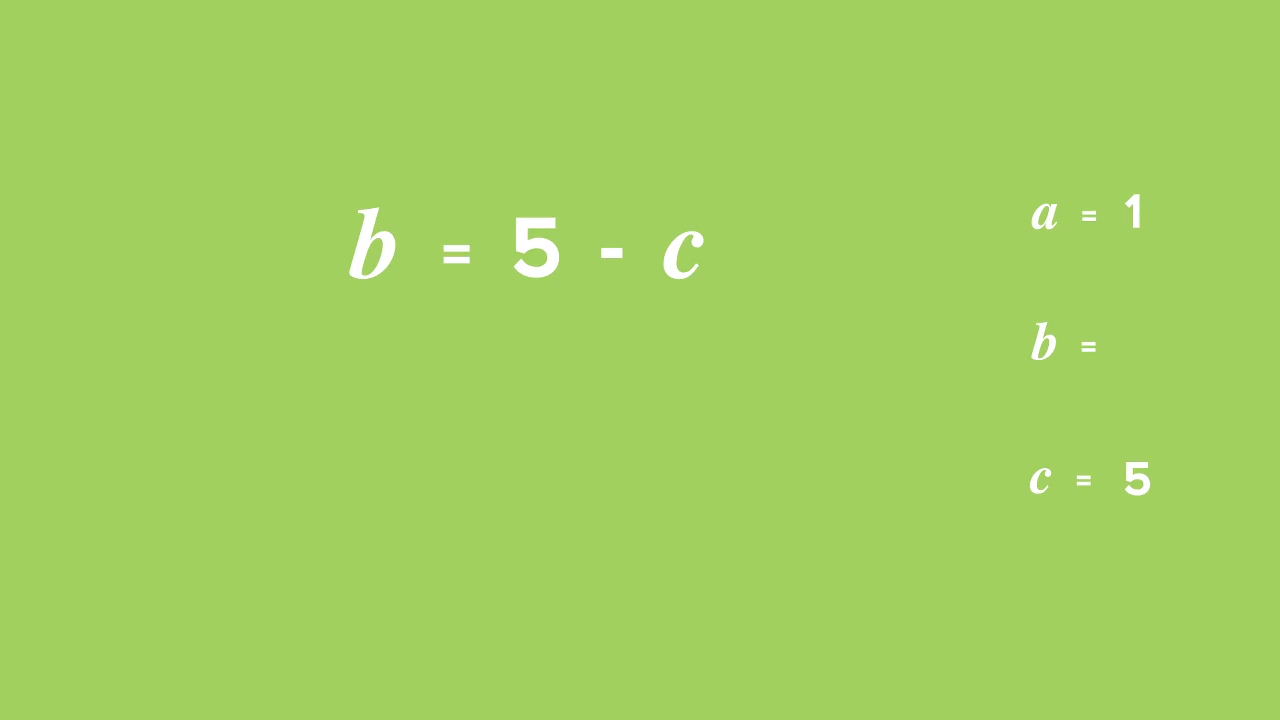 b = 5 - c
a = 1
b =
c = 5